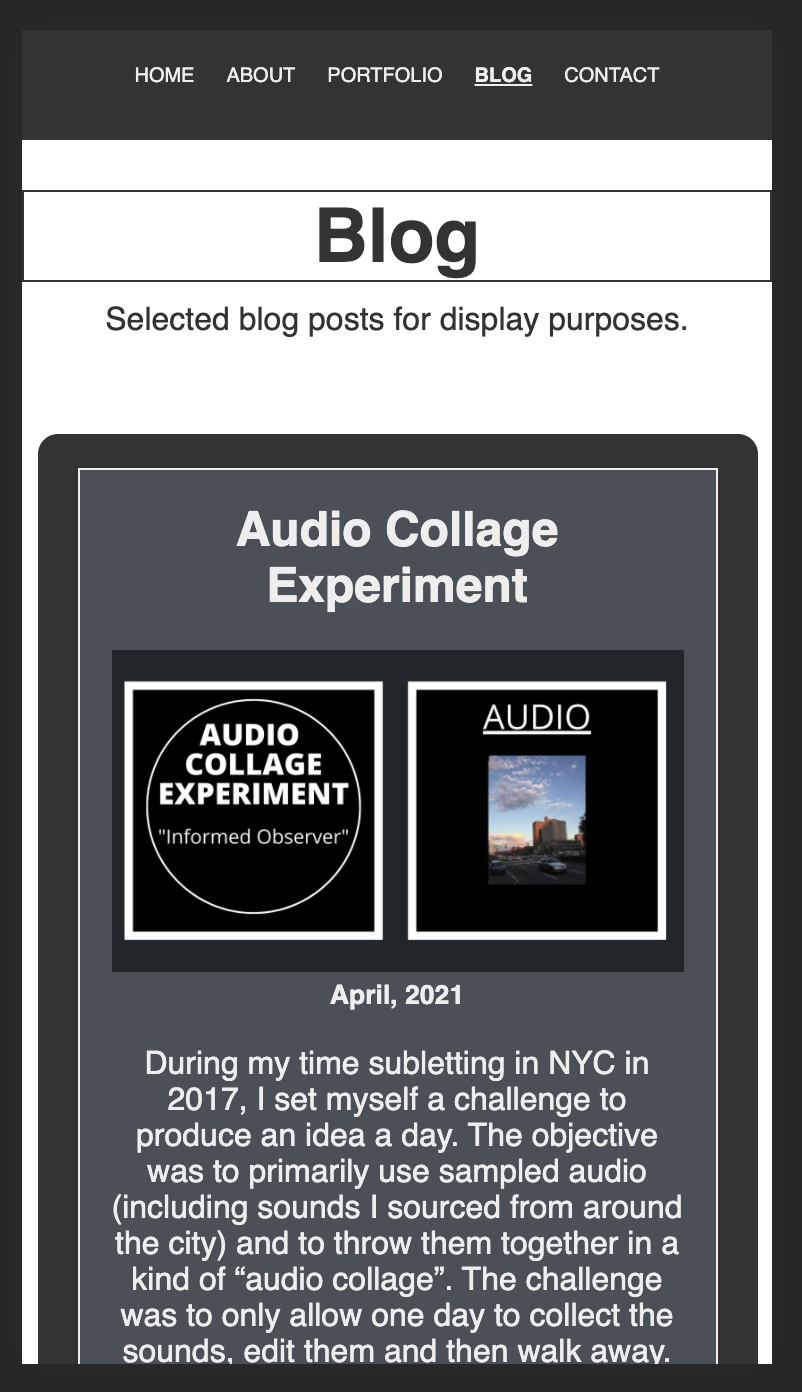 HOME ABOUT PORTFOLIO BLOG CONTACT
Blog
Selected blog posts for display purposes.
Audio Collage
Experiment
AUDIO
COLLAGE
EXPERIMENT
"Informed Observer"
AUDIO
April, 2021
During my time subletting in NYC in
2017, I set myself a challenge to
produce an idea a day. The objective
was to primarily use sampled audio
(including sounds I sourced from around
the city) and to throw them together in a
kind of “audio collage”. The challenge
was to only allow one day to collect the
sounds, edit them and then walk away.